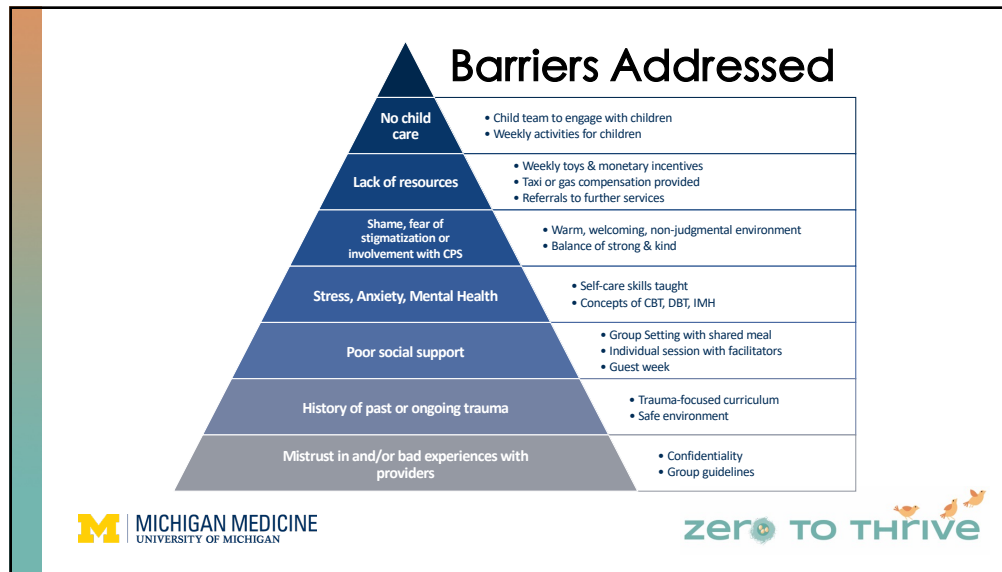 Barriers Addressed
No child
care
• Child team to engage with children
• Weekly activities for children
Lack of resources
• Weekly toys & monetary incentives
• Taxi or gas compensation provided
• Referrals to further services
Shame, fear of
stigmatization or
involvement with CPS
• Warm, welcoming, non-judgmental environment
• Balance of strong & kind
Stress, Anxiety, Mental Health
• Self-care skills taught
• Concepts of CBT, DBT, IMH
Poor social support
• Group Setting with shared meal
• Individual session with facilitators
• Guest week
History of past or ongoing trauma
• Trauma-focused curriculum
• Safe environment
Mistrust in and/or bad experiences with
providers
• Confidentiality
• Group guidelines
M
MICHIGAN MEDICINE
UNIVERSITY OF MICHIGAN
zero TO THrive